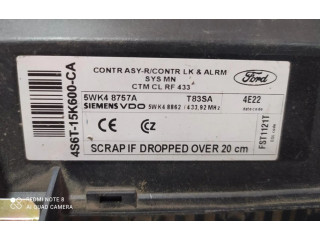 CONTR ASY-R/CONTR LK & ALRM
SYS MN
CTM CL RF 433
Ford
5WK4 8757A
T83SA
4E22
SIEMENS VDO
5WK4 8862 (433,92 MHz)
4S6T-15K600-CA
CE
CZ
FST1121T
SCRAP IF DROPPED OVER 20 cm
REDMI NOTE 8
AI QUAD CAMERA